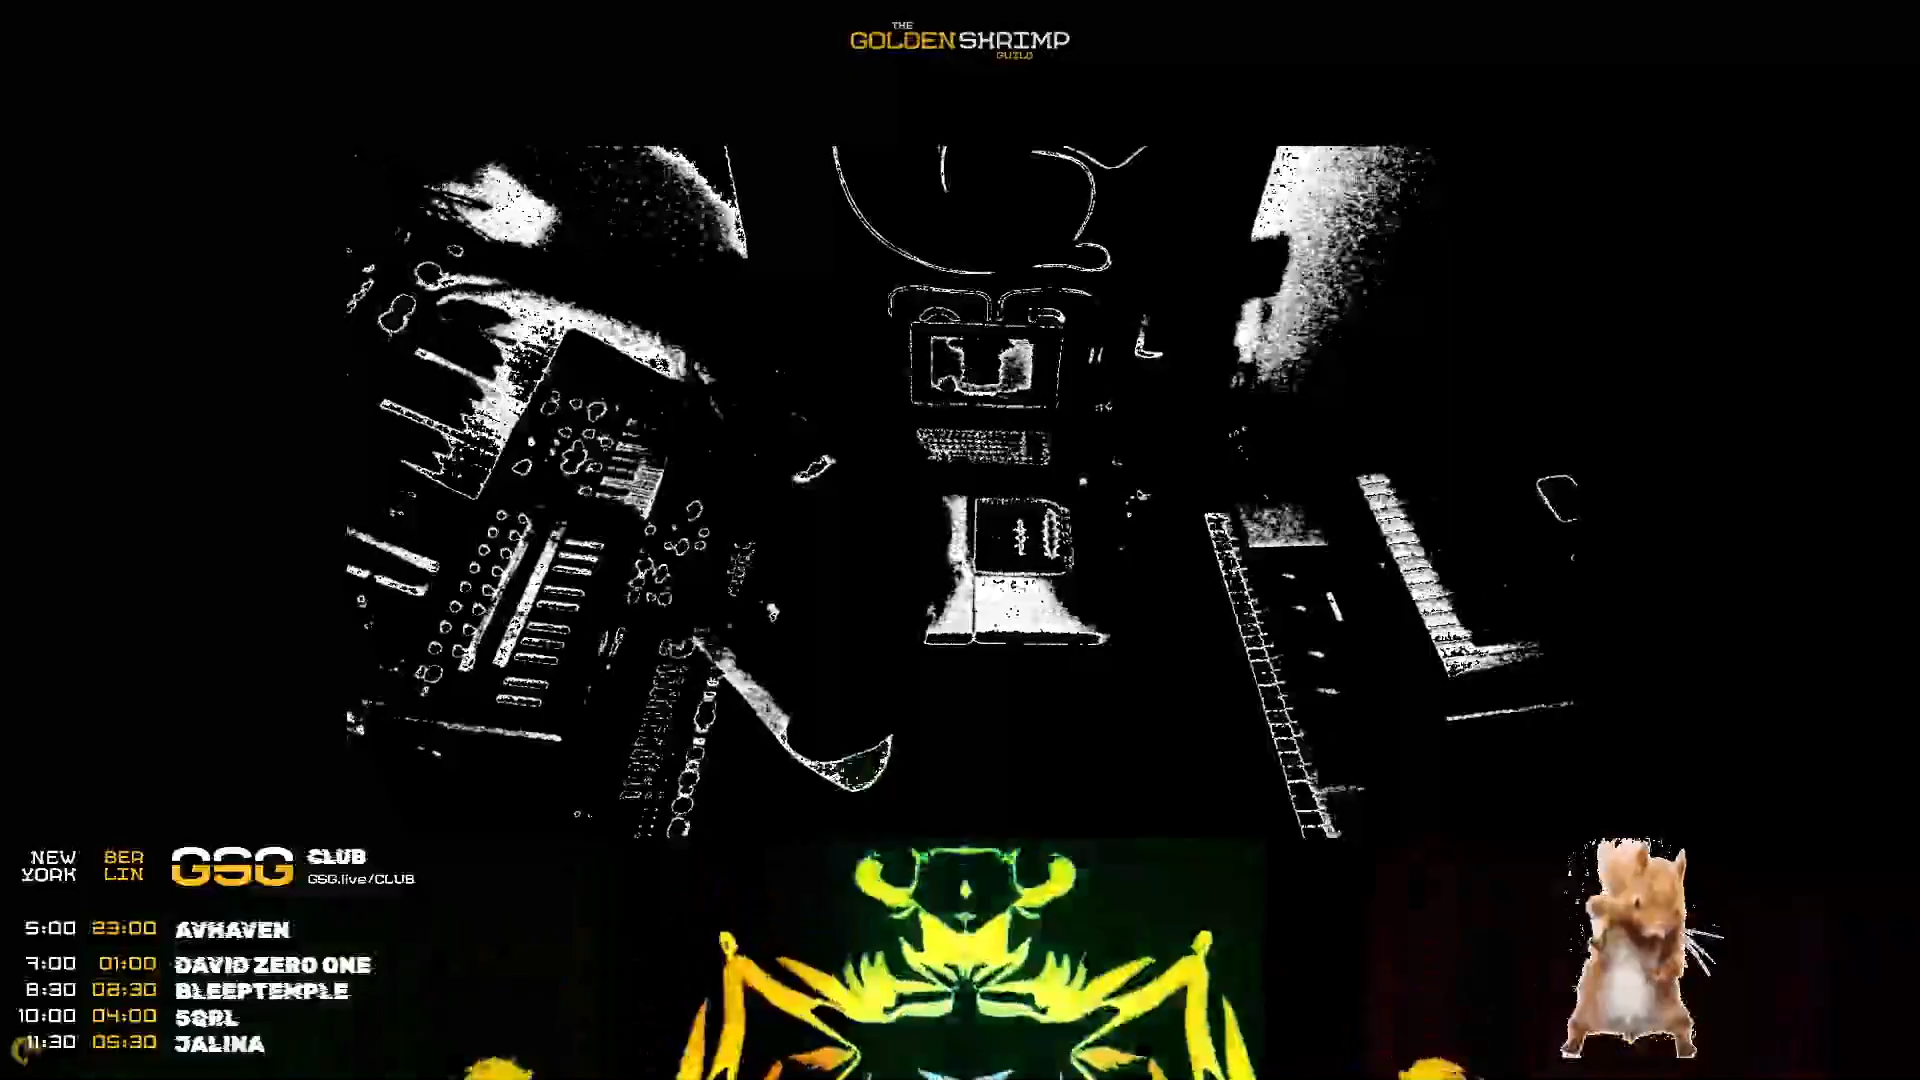 THE
GOLDEN SHRIMP
GUILD
NEW YORK
BER LIN
GSG CLUB
GSG.live/CLUB
5:00 23:00 AVHAVEN
7:00 01:00 DAVID ZERO ONE
8:30 02:30 BLEEPTEMPLE
10:00 04:00 SQRL
11:30 05:30 JALINA